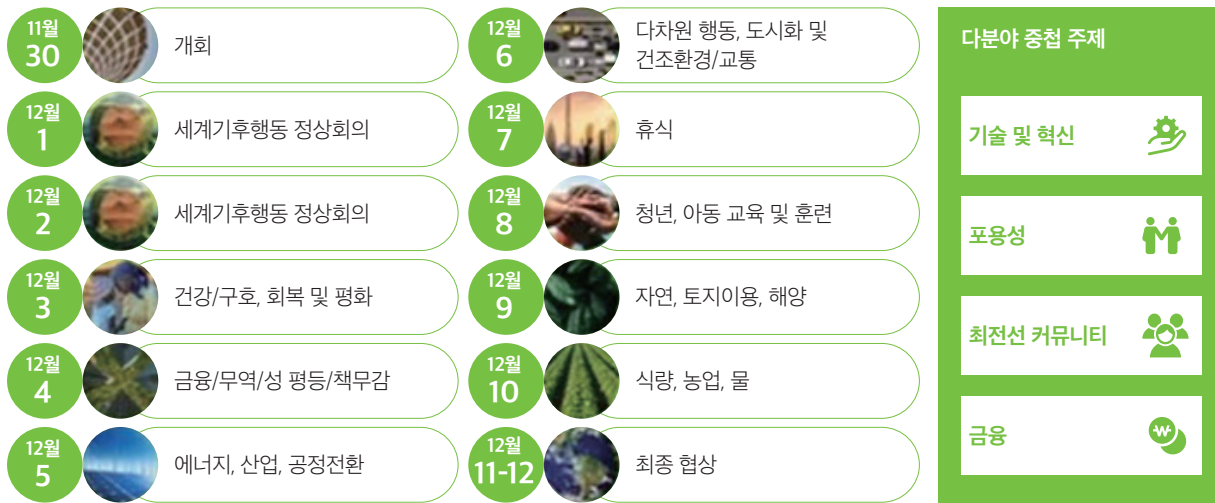 11월
30
개회
12월
1
세계기후행동 정상회의
12월
2
세계기후행동 정상회의
12월
3
건강/구호, 회복 및 평화
12월
4
금융/무역/성 평등/책무감
12월
5
에너지, 산업, 공정전환
12월
6
다차원 행동, 도시화 및
건조환경/교통
12월
7
휴식
12월
8
청년, 아동 교육 및 훈련
12월
9
자연, 토지이용, 해양
12월
10
식량, 농업, 물
12월
11-12
최종 협상
다분야 중첩 주제
기술 및 혁신
포용성
최전선 커뮤니티
금융
₩